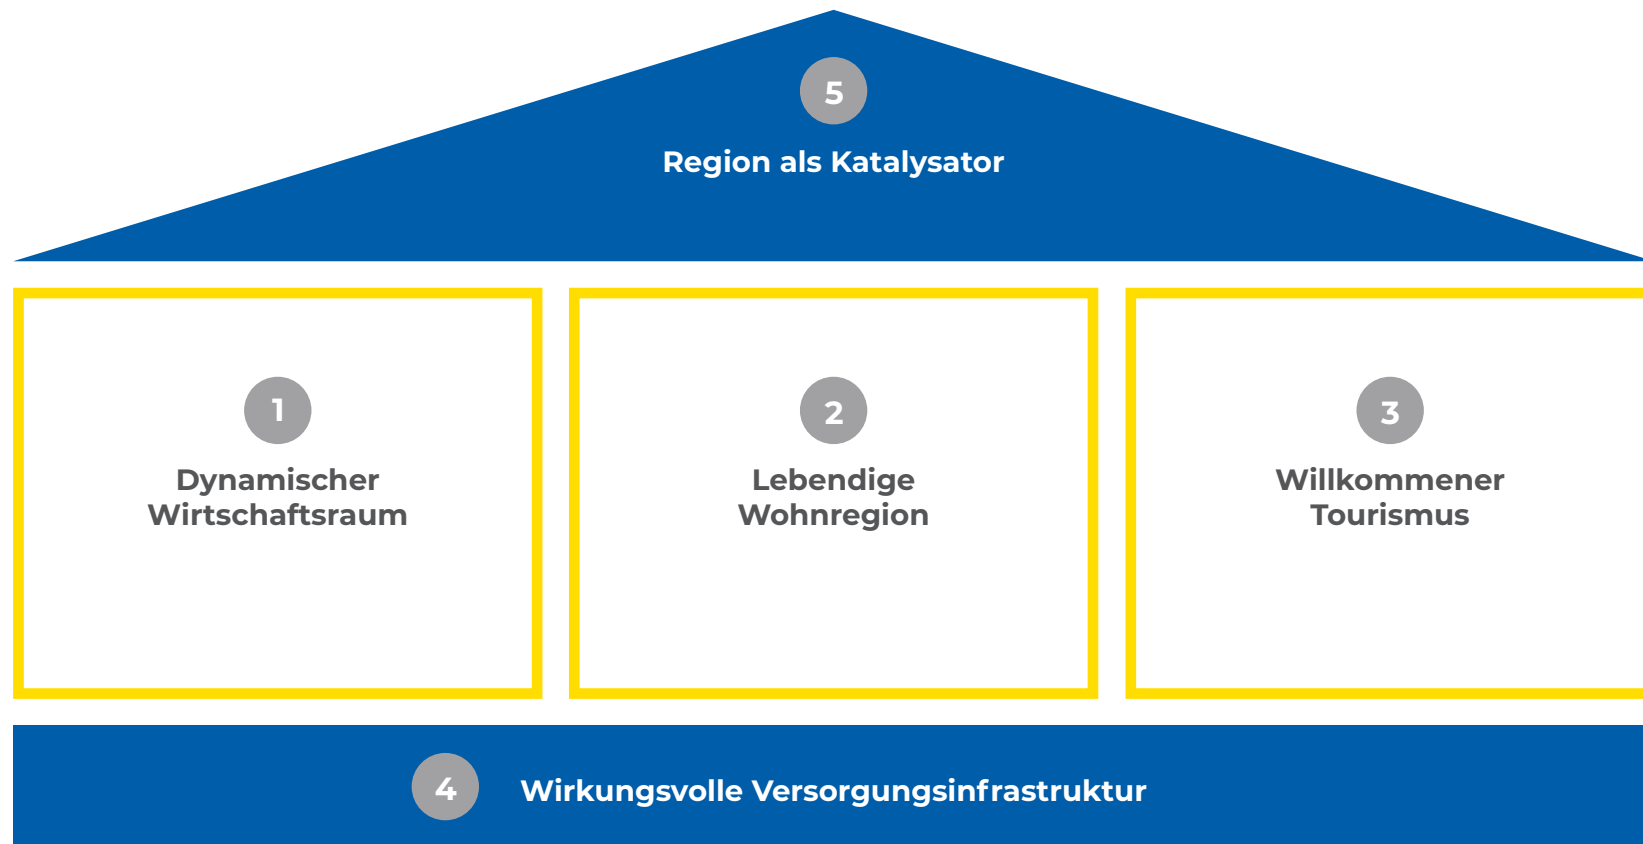 5
Region als Katalysator
1
Dynamischer
Wirtschaftsraum
2
Lebendige
Wohnregion
3
Willkommener
Tourismus
4
Wirkungsvolle Versorgungsinfrastruktur